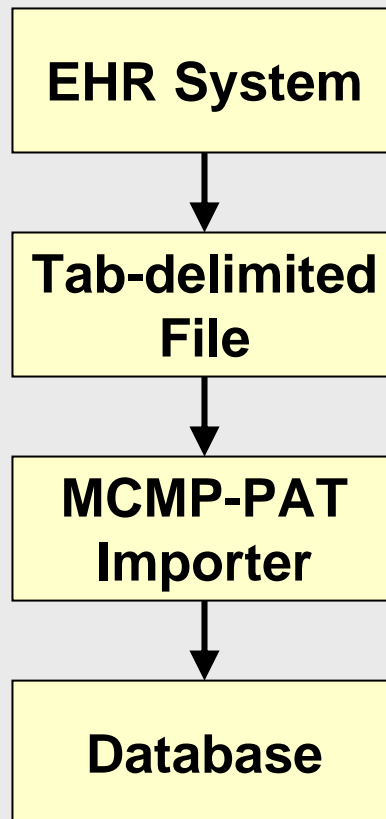 EHR System
Tab-delimited
File
MCMP-PAT
Importer
Database